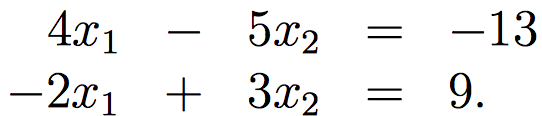 4x₁ − 5x₂ = −13
−2x₁ + 3x₂ = 9.